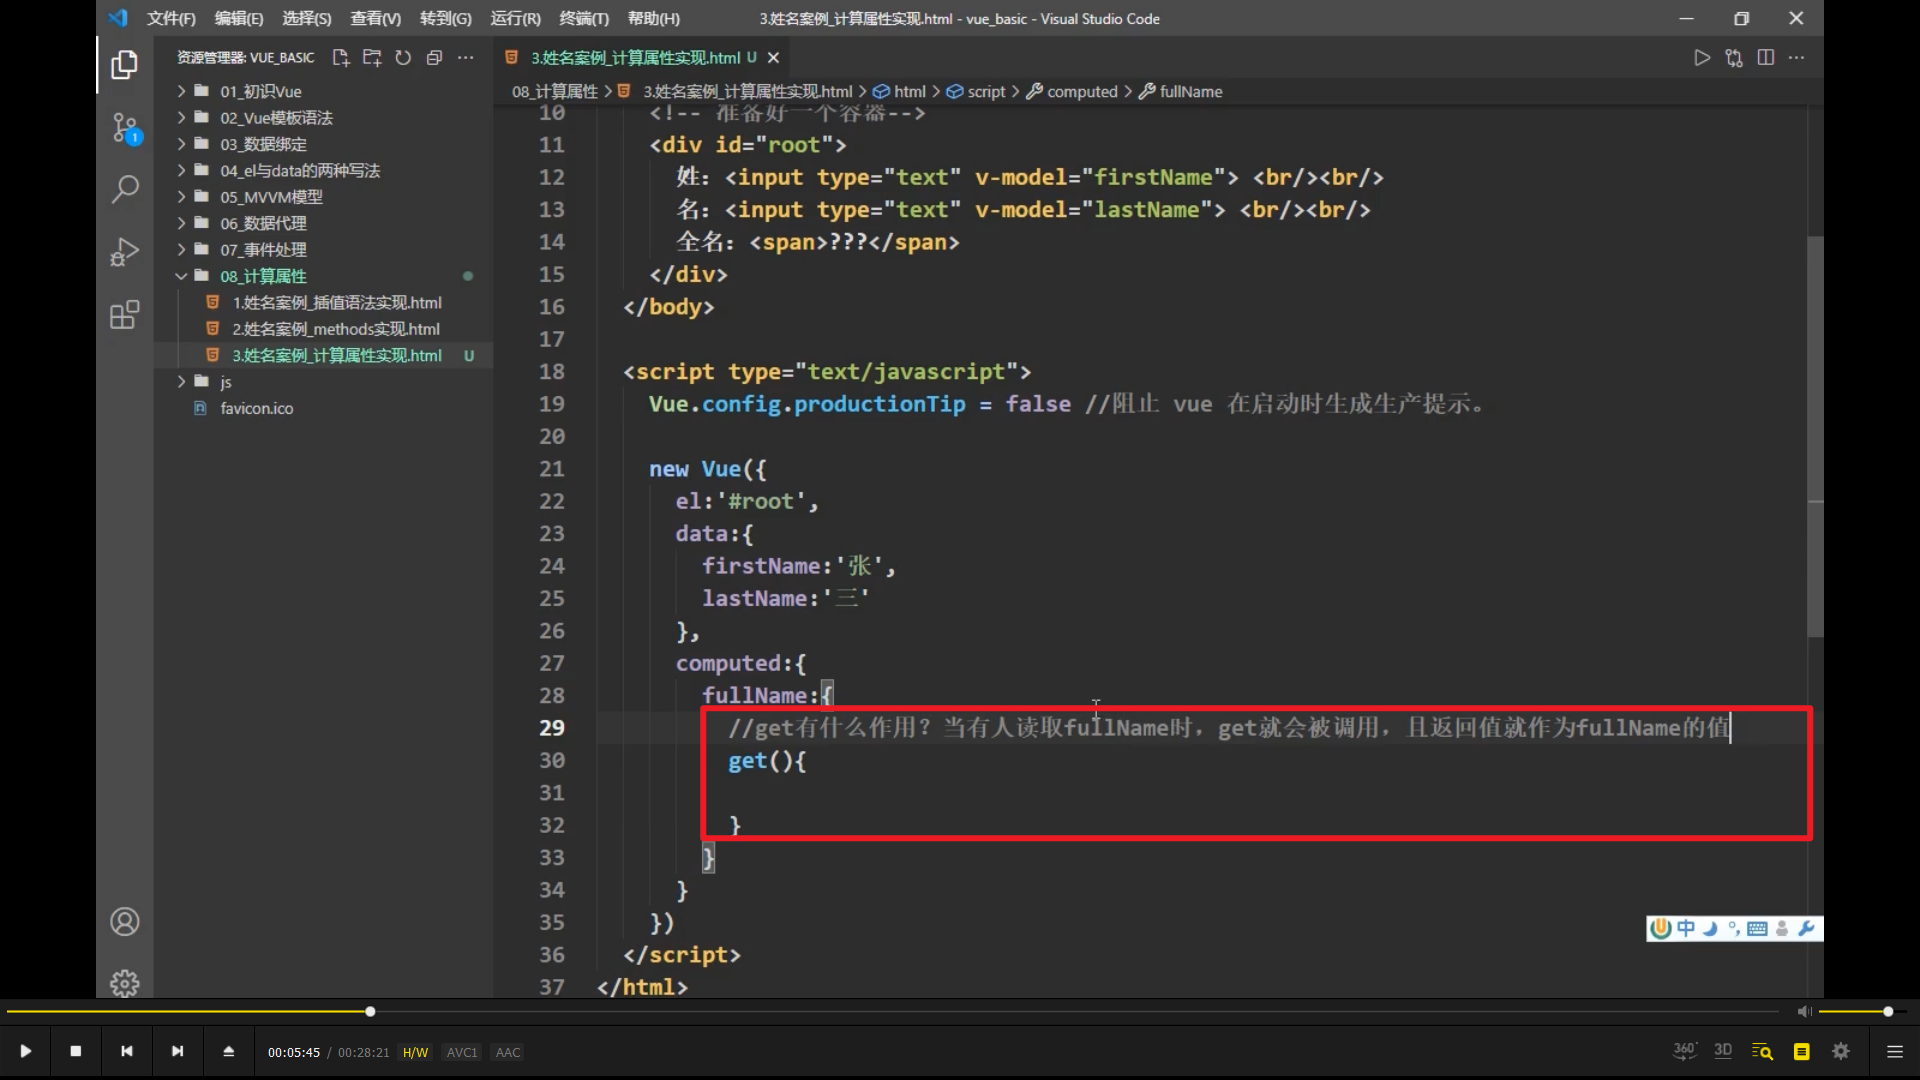 文件(F) 编辑(E) 选择(S) 查看(V) 转到(G) 运行(R) 终端(T) 帮助(H) 3.姓名案例_计算属性实现.html - vue_basic - Visual Studio Code
资源管理器: VUE_BASIC
01_初识Vue
02_Vue模板语法
03_数据绑定
04_el与data的两种写法
05_MVVM模型
06_数据代理
07_事件处理
08_计算属性
1.姓名案例_插值语法实现.html
2.姓名案例_methods实现.html
3.姓名案例_计算属性实现.html U
js
favicon.ico
1
3.姓名案例_计算属性实现.html U
08_计算属性 > 3.姓名案例_计算属性实现.html > html > script > computed > fullName
10 <!-- 准备好一个容器-->
11 <div id="root">
12 姓：<input type="text" v-model="firstName"> <br/><br/>
13 名：<input type="text" v-model="lastName"> <br/><br/>
14 全名：<span>???</span>
15 </div>
16 </body>
17
18 <script type="text/javascript">
19 Vue.config.productionTip = false //阻止 vue 在启动时生成生产提示。
20
21 new Vue({
22 el:'#root',
23 data:{
24 firstName:'张',
25 lastName:'三'
26 },
27 computed:{
28 fullName:{
29 //get有什么作用？当有人读取fullName时，get就会被调用，且返回值就作为fullName的值
30 get(){
31
32 }
33 }
34 }
35 })
36 </script>
37 </html>
中
00:05:45 / 00:28:21 H/W AVC1 AAC
360° 3D